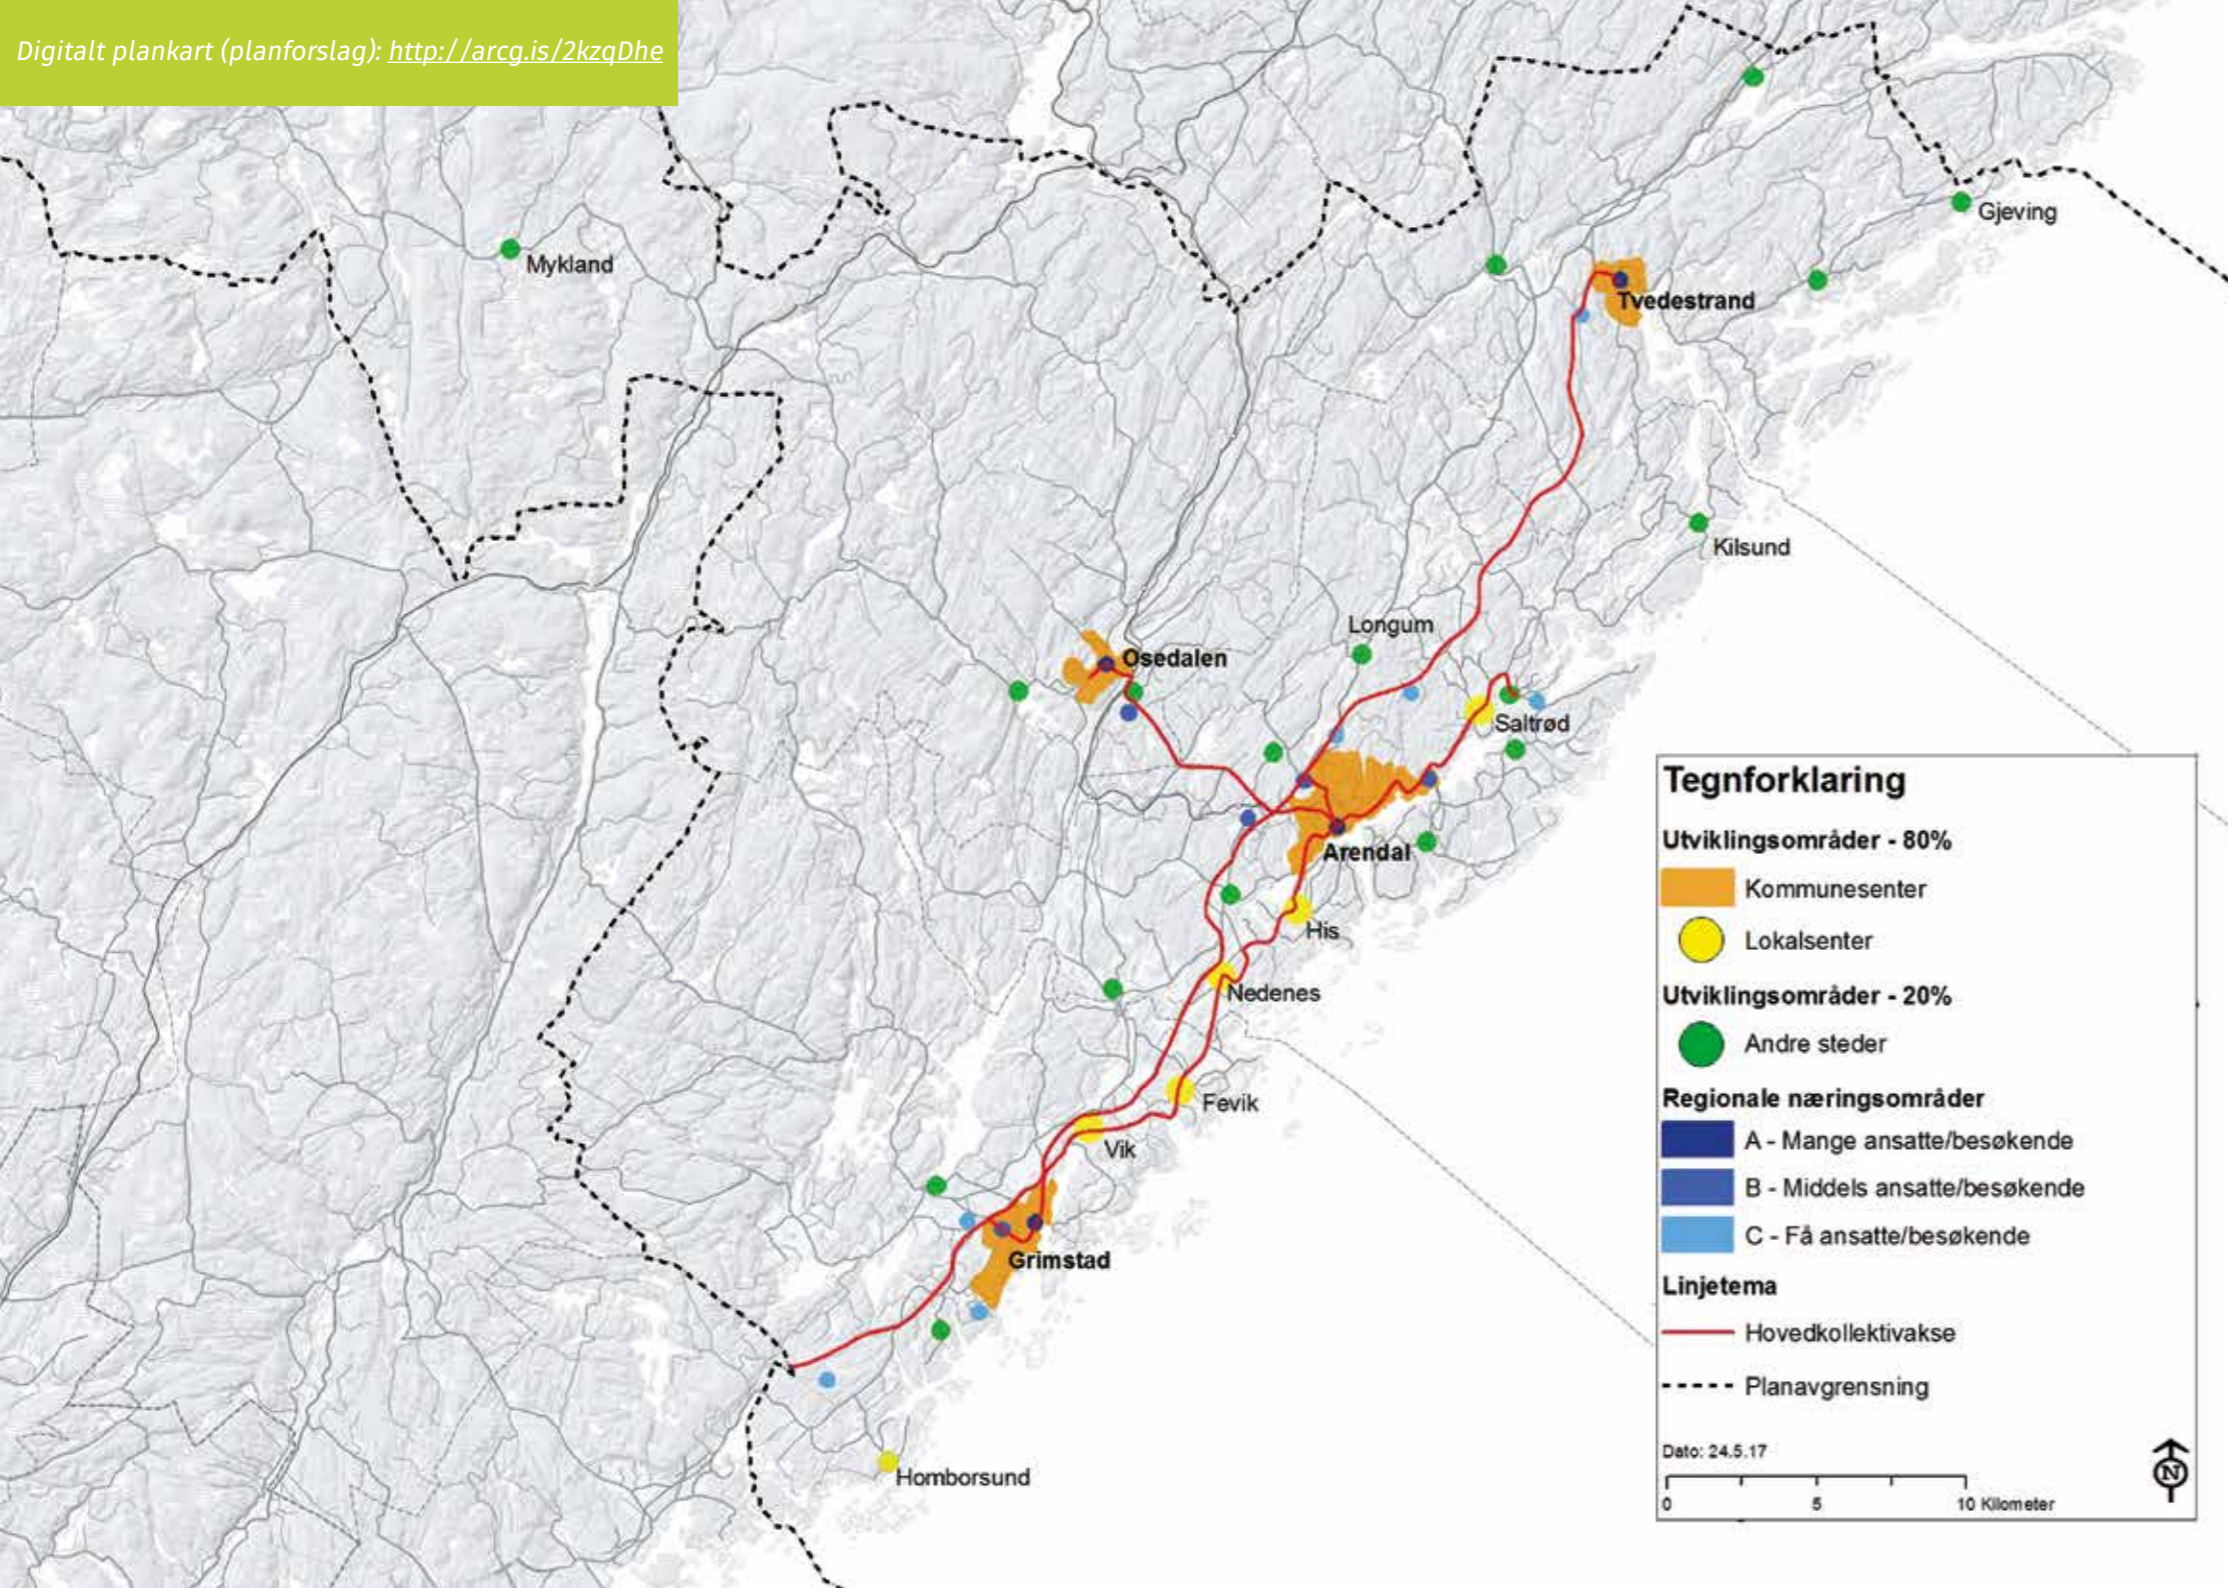 Digitalt plankart (planforslag): http://arcg.is/2kzqDhe
Gjeving
Mykland
Tvedestrand
Kilsund
Longum
Osedalen
Saltrød
Arendal
His
Nedenes
Fevik
Vik
Grimstad
Homborsund
Tegnforklaring
Utviklingsområder - 80%
Kommunesenter
Lokalsenter
Utviklingsområder - 20%
Andre steder
Regionale næringsområder
A - Mange ansatte/besøkende
B - Middels ansatte/besøkende
C - Få ansatte/besøkende
Linjetema
Hovedkollektivakse
Planavgrensning
Dato: 24.5.17
0 5 10 Kilometer
N